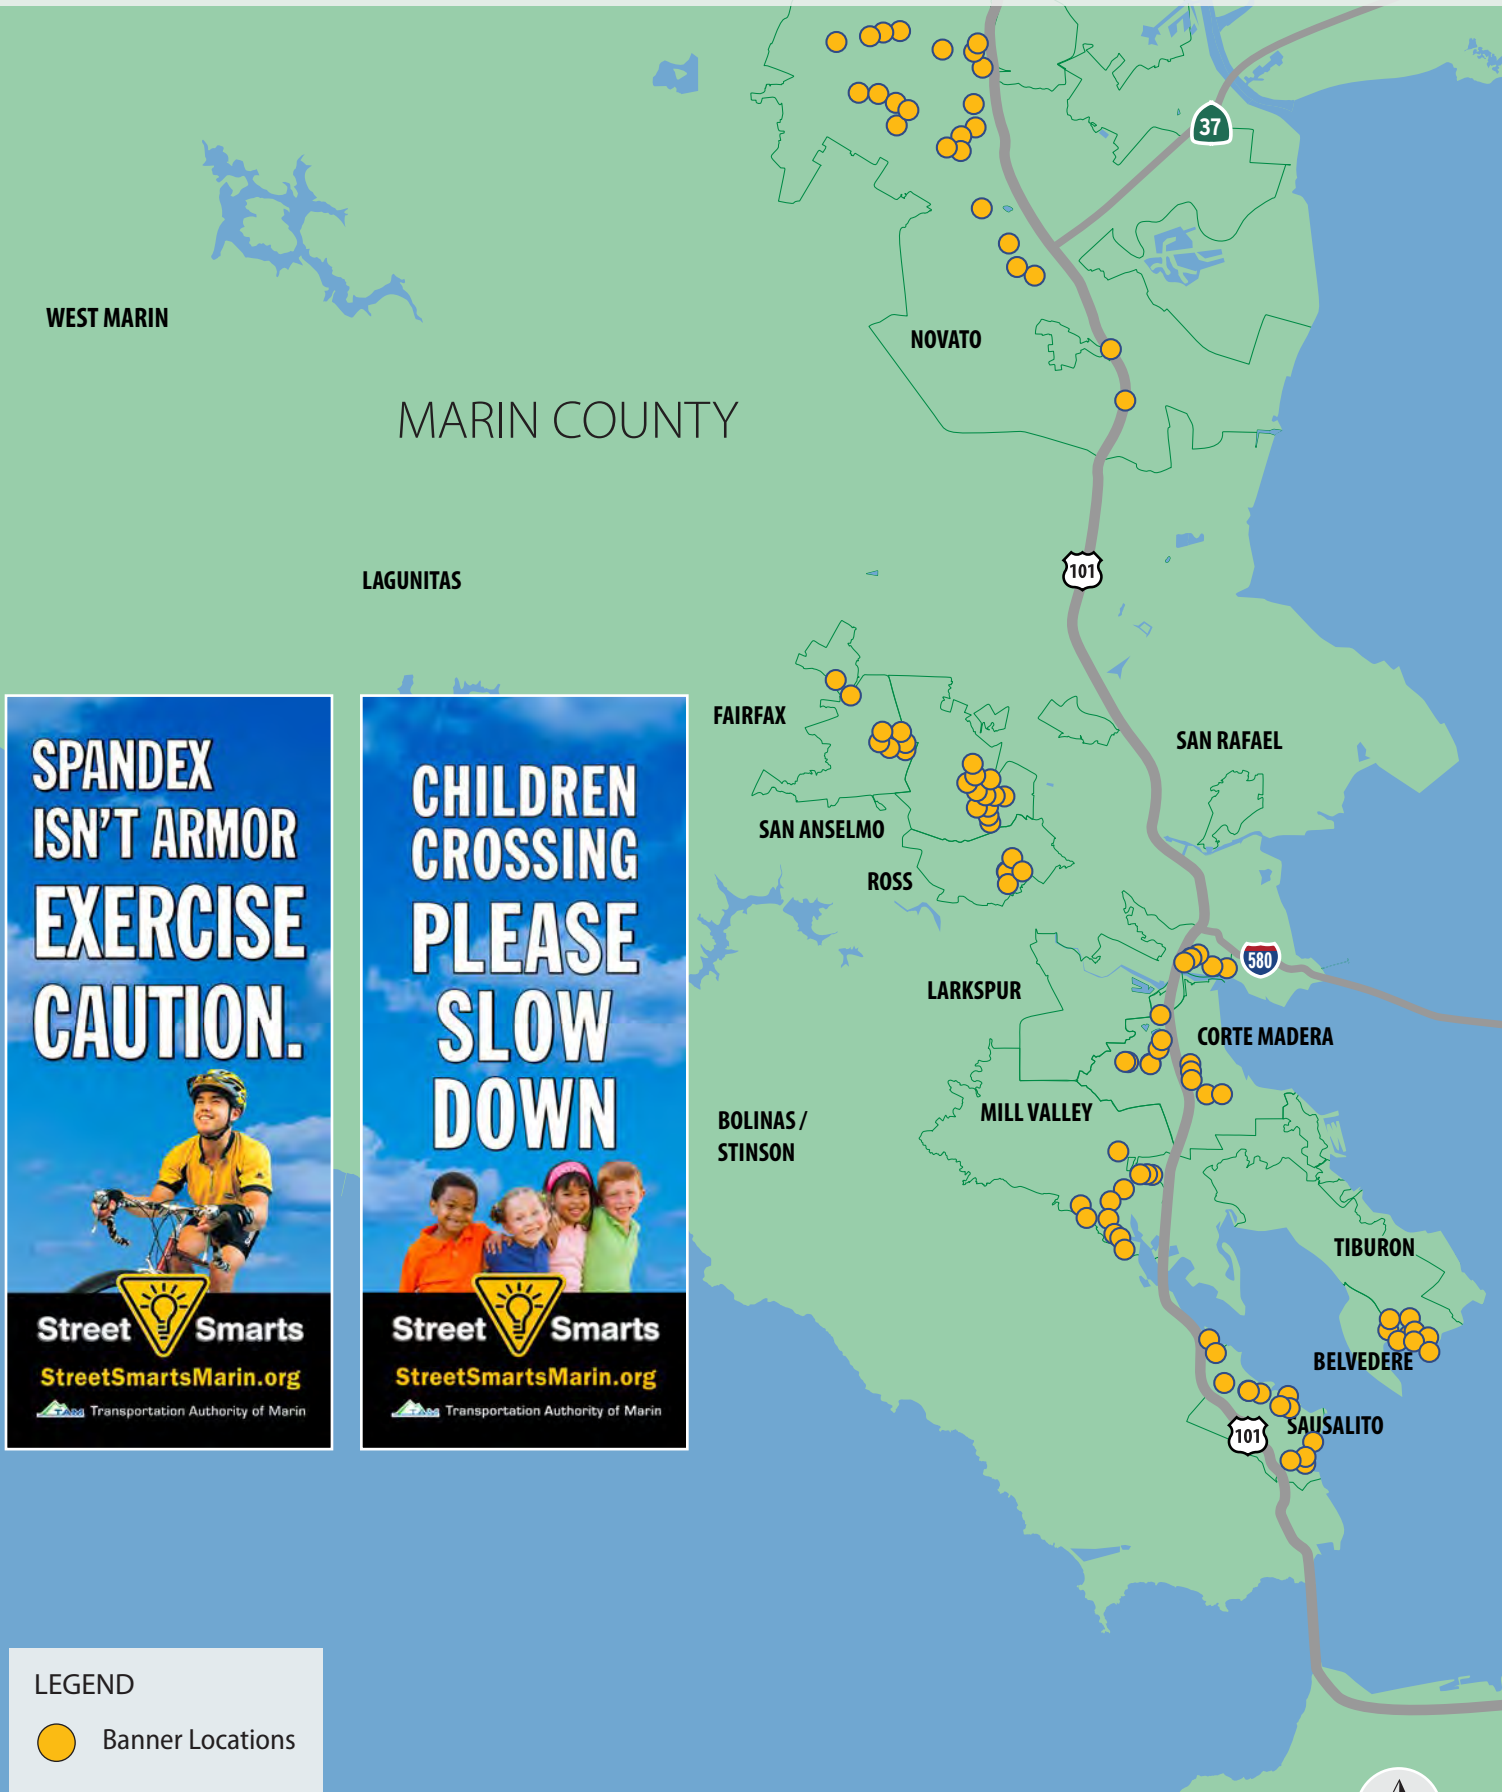 37
WEST MARIN
NOVATO
MARIN COUNTY
101
LAGUNITAS
FAIRFAX
SAN RAFAEL
SAN ANSELMO
ROSS
580
LARKSPUR
CORTE MADERA
MILL VALLEY
BOLINAS /
STINSON
TIBURON
BELVEDERE
SAUSALITO
101
SPANDEX
ISN'T ARMOR
EXERCISE
CAUTION.
Street Smarts
StreetSmartsMarin.org
TAM Transportation Authority of Marin
CHILDREN
CROSSING
PLEASE
SLOW
DOWN
Street Smarts
StreetSmartsMarin.org
TAM Transportation Authority of Marin
LEGEND
Banner Locations